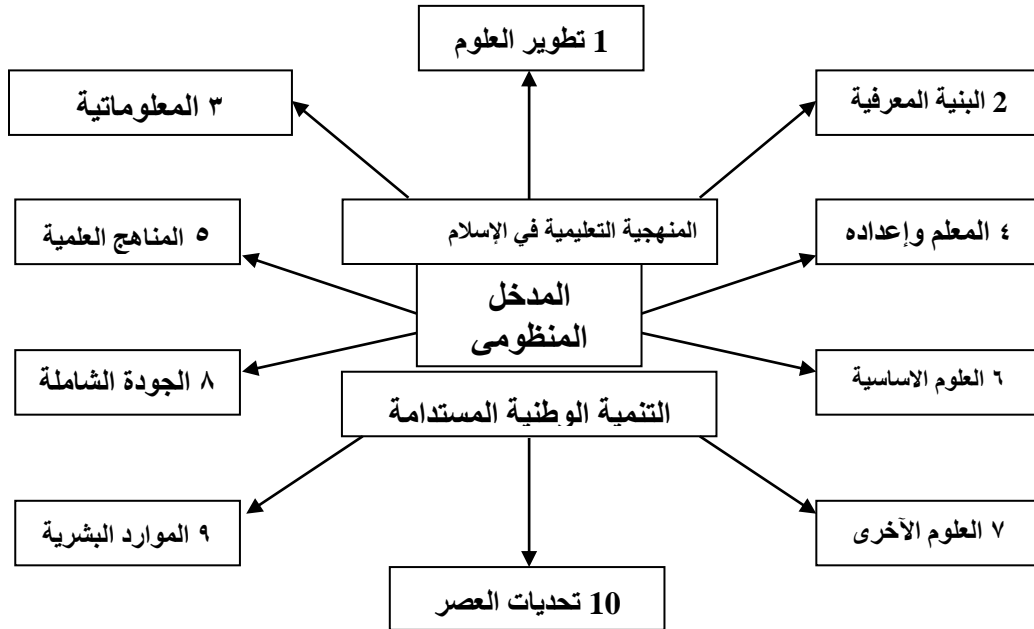 1 تطوير العلوم
2 البنية المعرفية
٣ المعلوماتية
المنهجية التعليمية في الإسلام
٤ المعلم وإعداده
٥ المناهج العلمية
المدخل
المنظومى
٦ العلوم الاساسية
٨ الجودة الشاملة
التنمية الوطنية المستدامة
٧ العلوم الآخرى
٩ الموارد البشرية
10 تحديات العصر